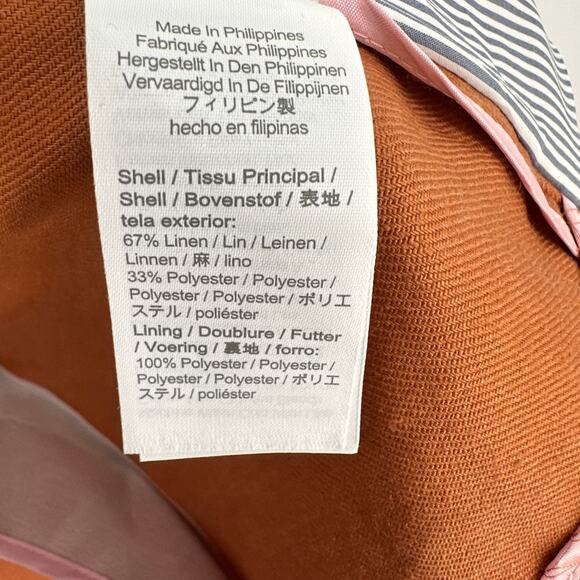 Made In Philippines
Fabriqué Aux Philippines
Hergestellt In Den Philippinen
Vervaardigd In De Filippijnen
フィリピン製
hecho en filipinas
Shell / Tissu Principal /
Shell / Bovenstof / 表地 /
tela exterior:
67% Linen / Lin / Leinen /
Linnen / 麻 / lino
33% Polyester / Polyester /
Polyester / Polyester / ポリエ
ステル / poliéster
Lining / Doublure / Futter
/ Voering / 裏地 / forro:
100% Polyester / Polyester /
Polyester / Polyester / ポリエ
ステル / poliéster